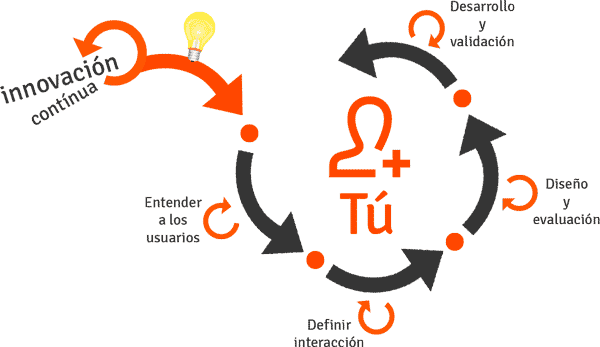 innovación
contínua
Entender
a los
usuarios
Definir
interacción
Diseño
y
evaluación
Desarrollo
y
validación
+
Tú